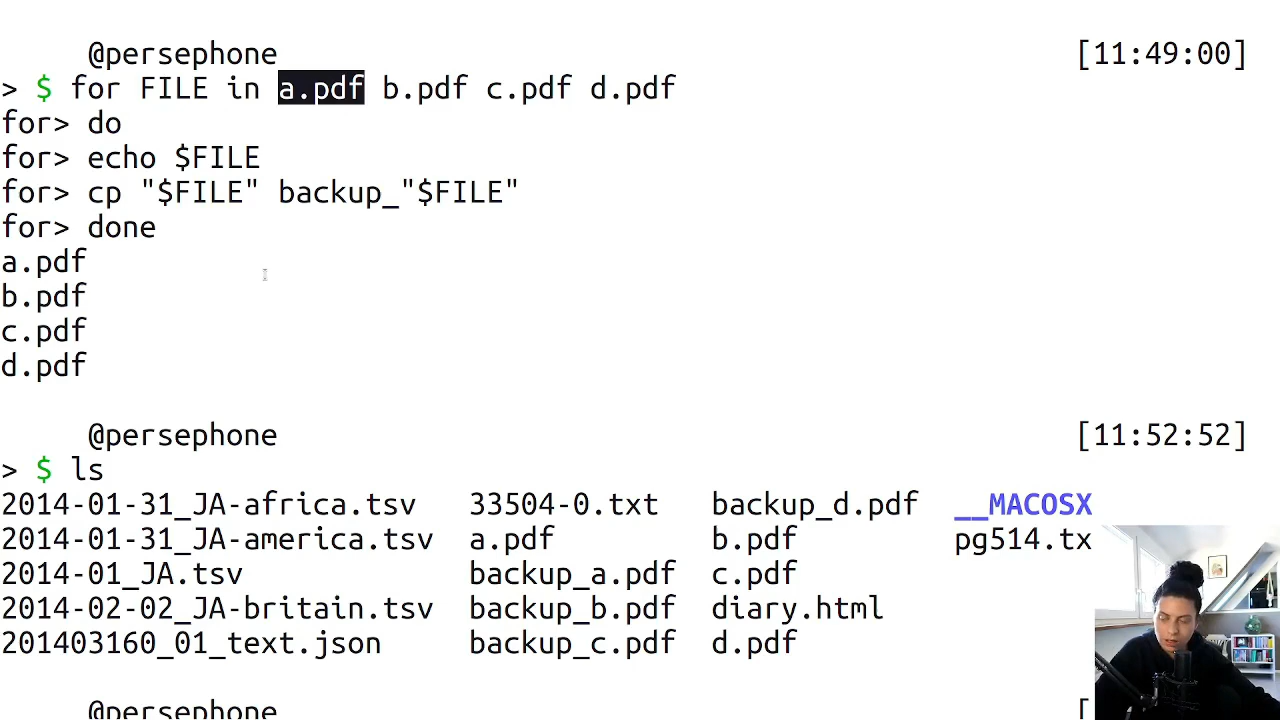 @persephone [11:49:00]
> $ for FILE in a.pdf b.pdf c.pdf d.pdf
for> do
for> echo $FILE
for> cp "$FILE" backup_"$FILE"
for> done
a.pdf
b.pdf
c.pdf
d.pdf
@persephone [11:52:52]
> $ ls
2014-01-31_JA-africa.tsv 33504-0.txt backup_d.pdf __MACOSX
2014-01-31_JA-america.tsv a.pdf b.pdf pg514.tx
2014-01_JA.tsv backup_a.pdf c.pdf
2014-02-02_JA-britain.tsv backup_b.pdf diary.html
201403160_01_text.json backup_c.pdf d.pdf
@persephone [